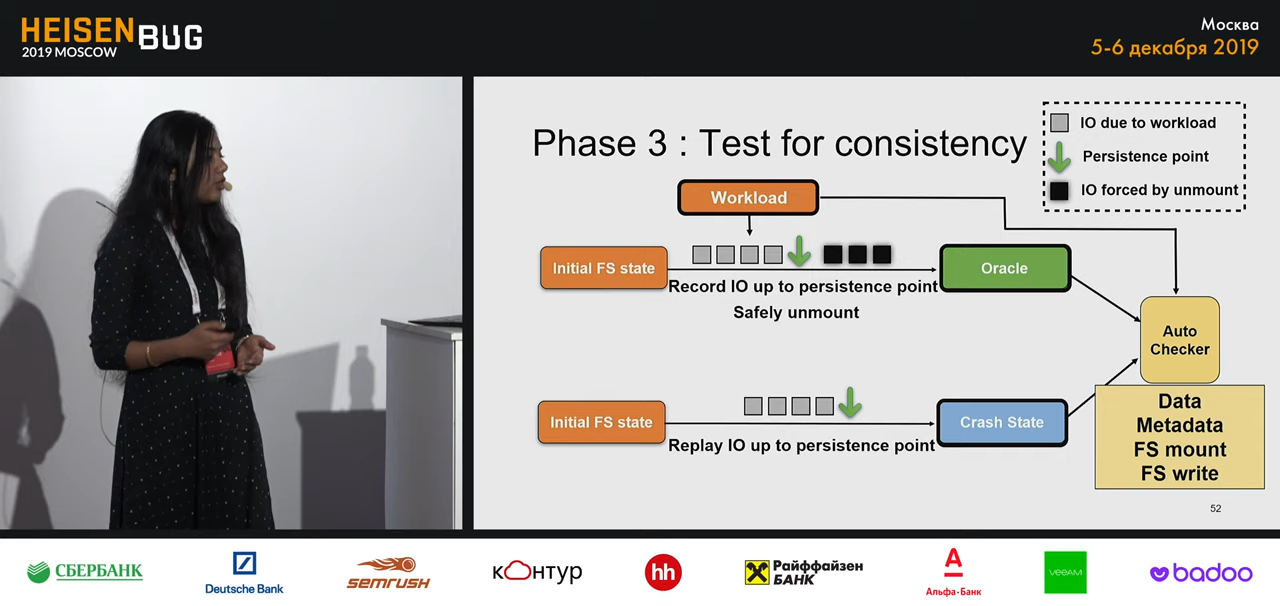 HEISEN
BUG
2019 MOSCOW
Москва
5-6 декабря 2019
Phase 3 : Test for consistency
IO due to workload
Persistence point
IO forced by unmount
Workload
Initial FS state
Record IO up to persistence point
Safely unmount
Oracle
Auto
Checker
Initial FS state
Replay IO up to persistence point
Crash State
Data
Metadata
FS mount
FS write
52
СБЕРБАНК
Deutsche Bank
semrush
контур
hh
Райффайзен
БАНК
А
Альфа·Банк
veeam
badoo